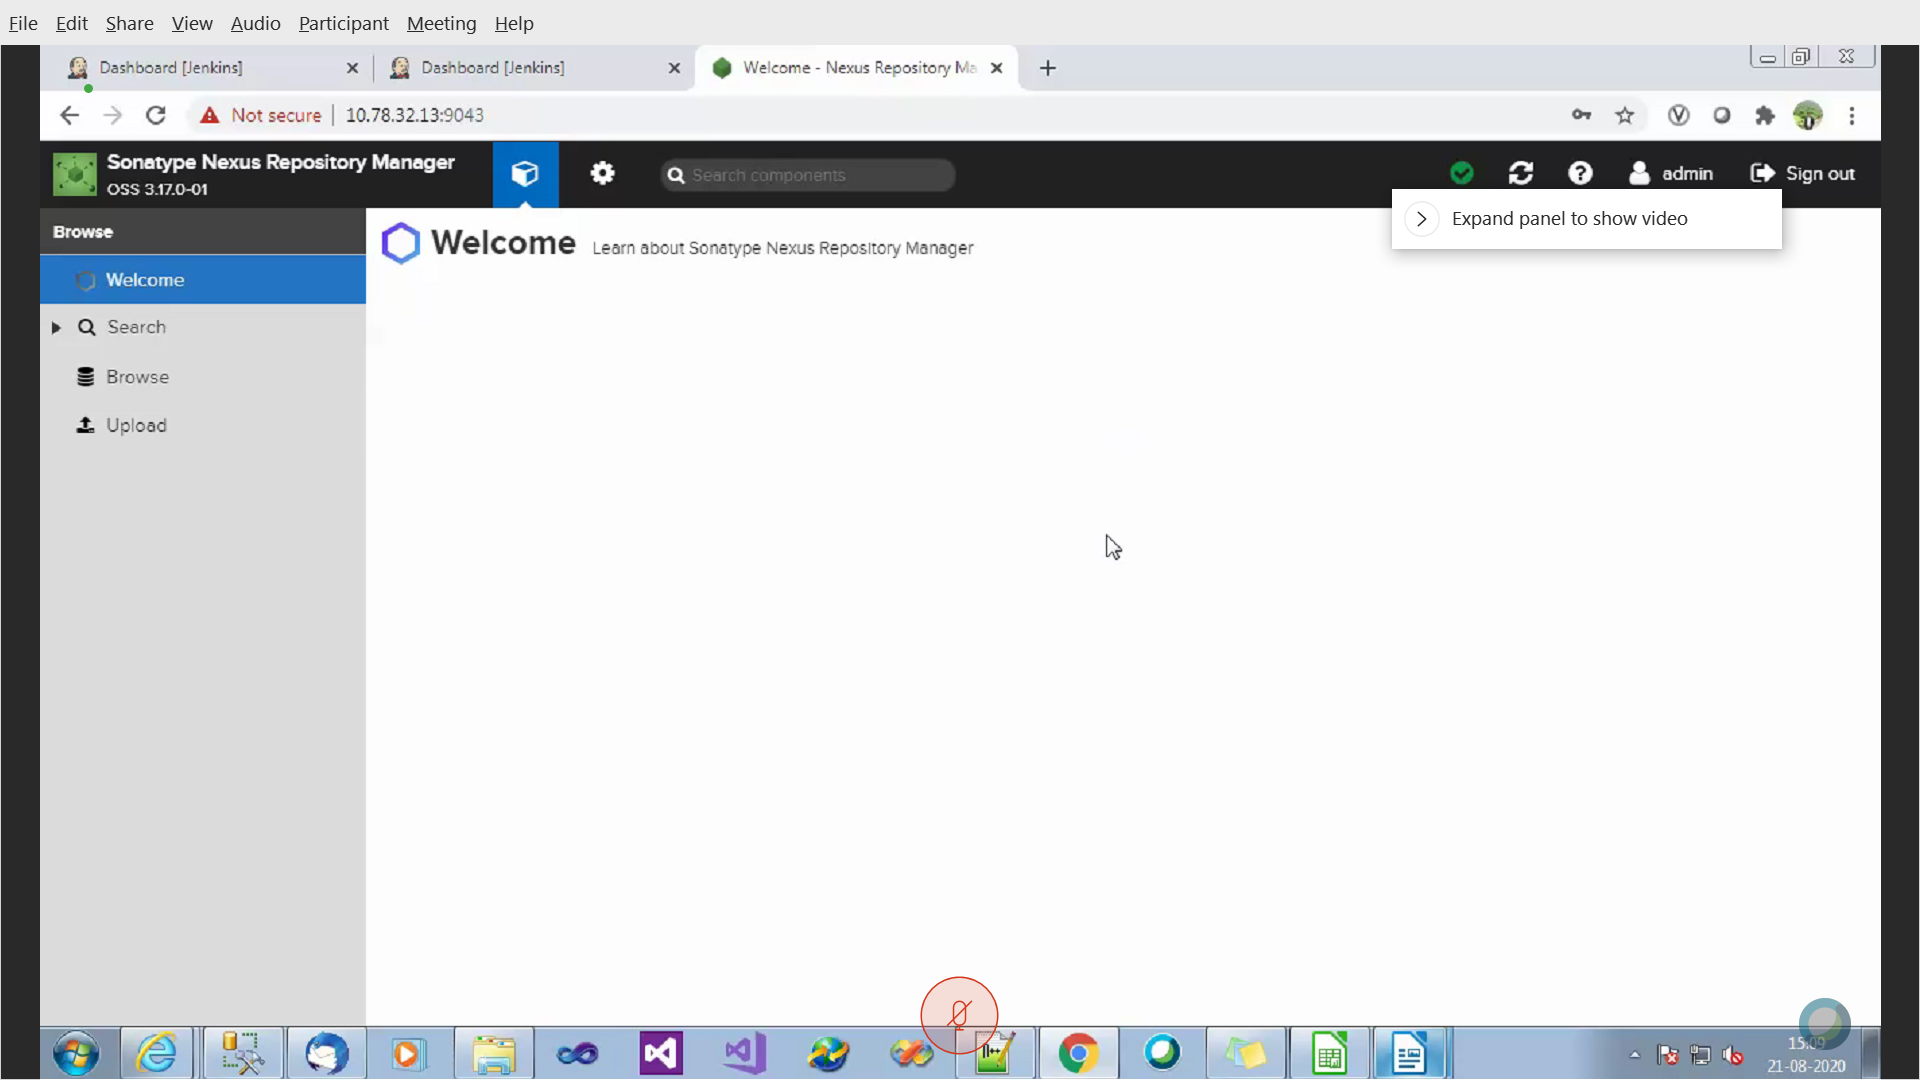 File Edit Share View Audio Participant Meeting Help
Dashboard [Jenkins] Dashboard [Jenkins] Welcome - Nexus Repository Ma
Not secure 10.78.32.13:9043
Sonatype Nexus Repository Manager
OSS 3.17.0-01
Search components
admin Sign out
Expand panel to show video
Browse
Welcome Learn about Sonatype Nexus Repository Manager
Welcome
Search
Browse
Upload
15:09
21-08-2020